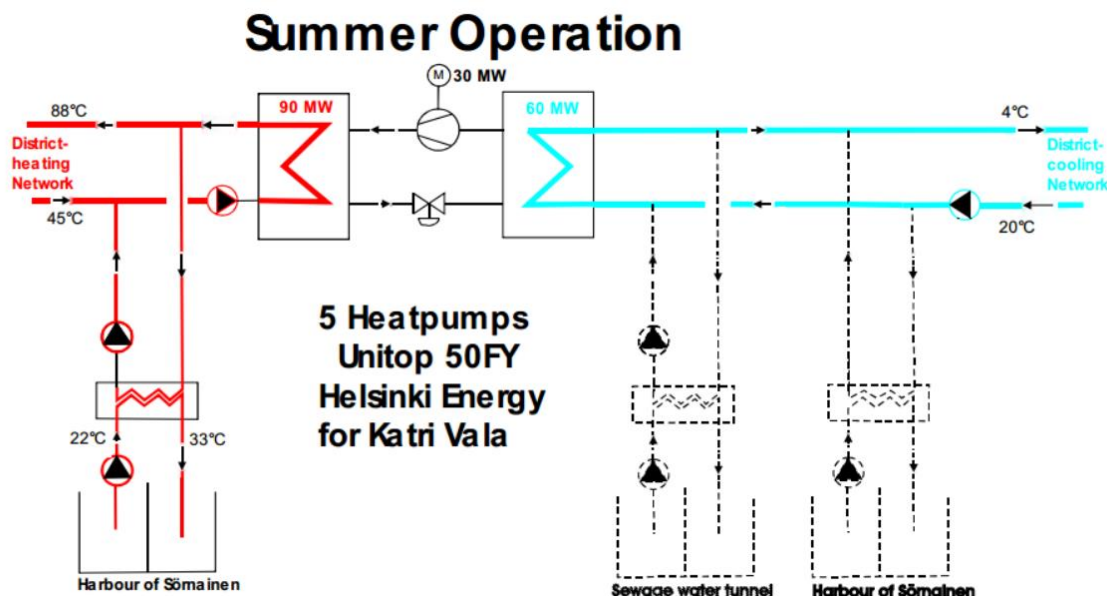 Summer Operation
M 30 MW
90 MW
60 MW
88°C
4°C
District-
heating
Network
District-
cooling
Network
45°C
20°C
5 Heatpumps
Unitop 50FY
Helsinki Energy
for Katri Vala
22°C
33°C
Harbour of Sörnainen
Sewage water tunnel
Harbour of Sörnainen